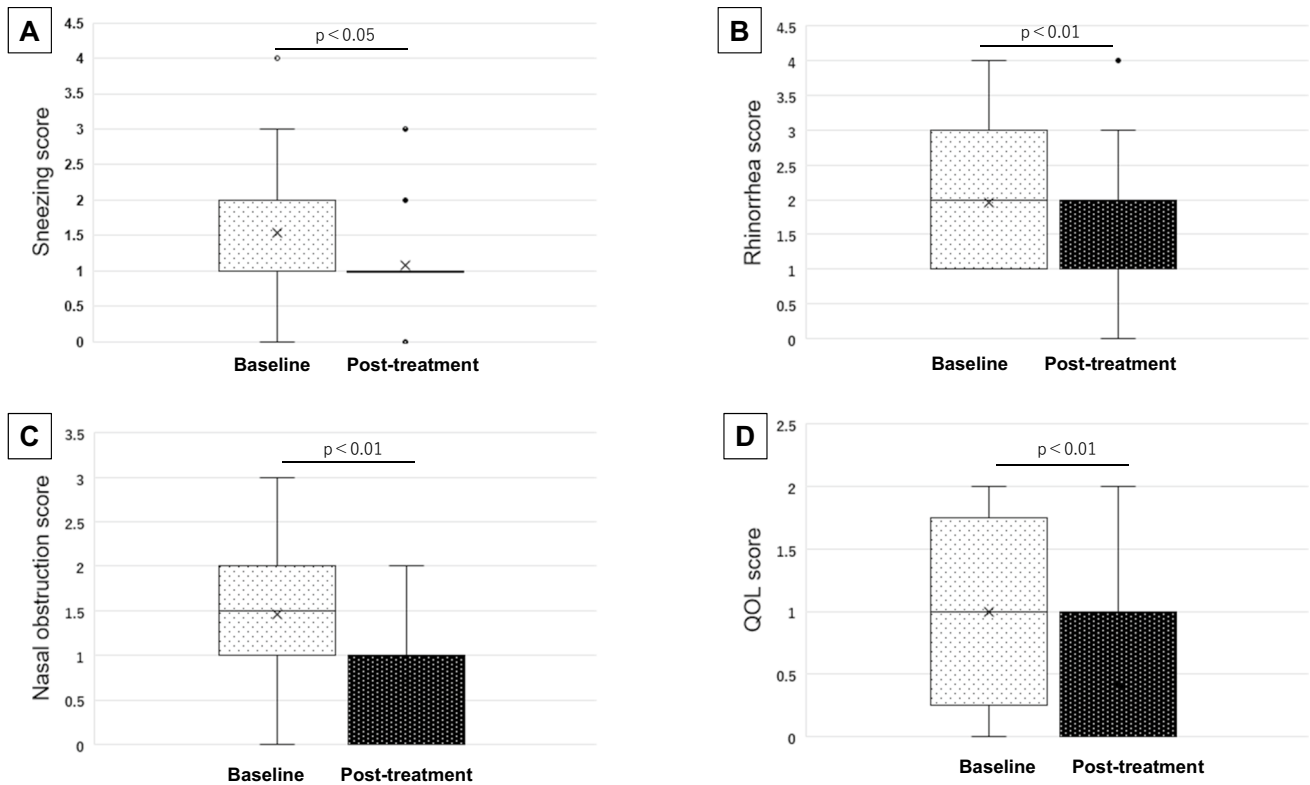 A
Sneezing score
4.5
4
3.5
3
2.5
2
1.5
1
0.5
0
p＜0.05
Baseline
Post-treatment
B
Rhinorrhea score
4.5
4
3.5
3
2.5
2
1.5
1
0.5
0
p＜0.01
Baseline
Post-treatment
C
Nasal obstruction score
3.5
3
2.5
2
1.5
1
0.5
0
p＜0.01
Baseline
Post-treatment
D
QOL score
2.5
2
1.5
1
0.5
0
p＜0.01
Baseline
Post-treatment